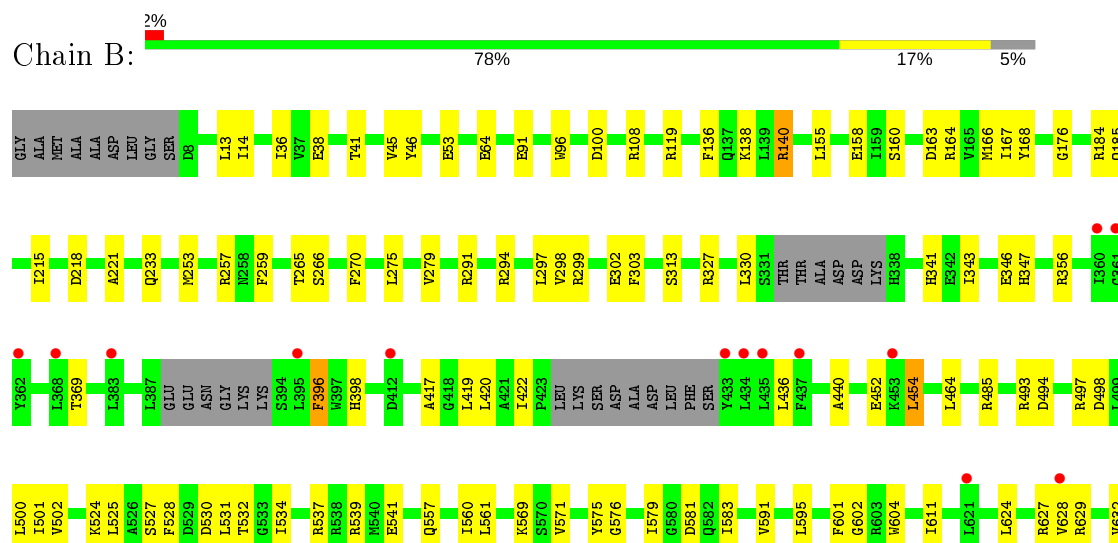 2%
Chain B:
78% 17% 5%
GLY ALA MET ALA ALA ASP LEU GLY SER D8 L13 I14 I36 V37 E38 T41 V45 Y46 E53 E64 E91 W96 D100 R108 R119 F136 Q137 K138 L139 R140 L155 E158 I159 S160 D163 R164 V165 M166 I167 Y168 G176 R184
I215 D218 A221 Q233 M253 R257 N258 F259 T265 S266 F270 L275 V279 R291 R294 L297 V298 R299 E302 F303 S313 R327 L330 S331 THR THR ALA ASP ASP LYS H338 H341 E342 I343 E346 H347 R356 I360
Y362 L368 T369 L383 L387 GLU GLU ASN GLY LYS LYS S394 L395 F396 W397 H398 D412 A417 G418 L419 L420 A421 I422 P423 LEU LYS SER ASP ALA ASP LEU PHE SER Y433 L434 L435 L436 F437 A440 E452 K453 L454 L464 R485 R493 D494 R497 D498
L500 I501 V502 K524 L525 A526 S527 F528 D529 D530 L531 T532 G533 I534 R537 R538 R539 M540 E541 Q557 I560 L561 K569 S570 V571 Y575 G576 I579 G580 D581 Q582 I583 V591 L595 F601 G602 R603 W604 I611 L621 L624 R627 V628 R629